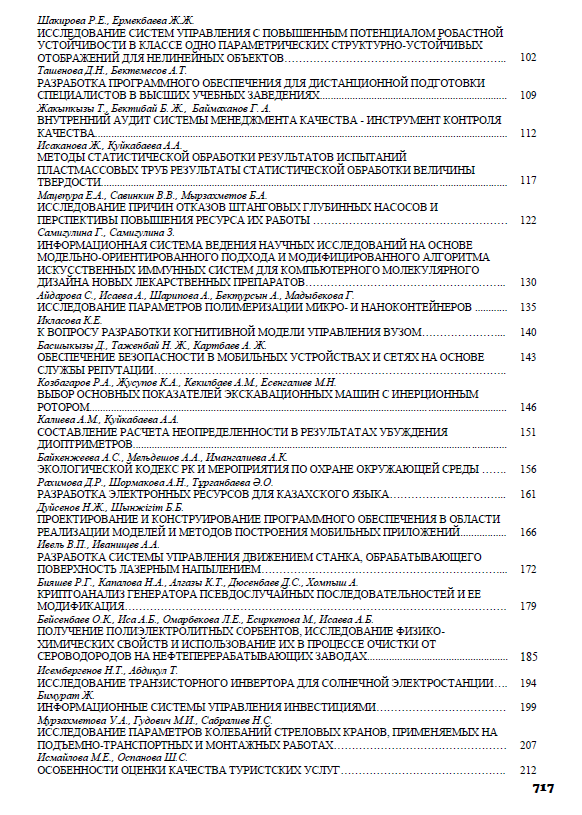 Шакирова Р.Е., Ермекбаева Ж.Ж.
ИССЛЕДОВАНИЕ СИСТЕМ УПРАВЛЕНИЯ С ПОВЫШЕННЫМ ПОТЕНЦИАЛОМ РОБАСТНОЙ
УСТОЙЧИВОСТИ В КЛАССЕ ОДНО ПАРАМЕТРИЧЕСКИХ СТРУКТУРНО-УСТОЙЧИВЫХ
ОТОБРАЖЕНИЙ ДЛЯ НЕЛИНЕЙНЫХ ОБЪЕКТОВ…………………………………………… 102
Ташенова Д.Н., Бектемесов А.Т.
РАЗРАБОТКА ПРОГРАММНОГО ОБЕСПЕЧЕНИЯ ДЛЯ ДИСТАНЦИОННОЙ ПОДГОТОВКИ
СПЕЦИАЛИСТОВ В ВЫСШИХ УЧЕБНЫХ ЗАВЕДЕНИЯХ............................................................ 109
Жакыпкызы Т., Бектибай Б. Ж., Баймаханов Г. А.
ВНУТРЕННИЙ АУДИТ СИСТЕМЫ МЕНЕДЖМЕНТА КАЧЕСТВА - ИНСТРУМЕНТ КОНТРОЛЯ
КАЧЕСТВА............................................................................................................................ 112
Исаканова Ж., Куйкабаева А.А.
МЕТОДЫ СТАТИСТИЧЕСКОЙ ОБРАБОТКИ РЕЗУЛЬТАТОВ ИСПЫТАНИЙ
ПЛАСТМАССОВЫХ ТРУБ РЕЗУЛЬТАТЫ СТАТИСТИЧЕСКОЙ ОБРАБОТКИ ВЕЛИЧИНЫ
ТВЕРДОСТИ.......................................................................................................................... 117
Мацепура Е.А., Савинкин В.В., Мырзахметов Б.А.
ИССЛЕДОВАНИЕ ПРИЧИН ОТКАЗОВ ШТАНГОВЫХ ГЛУБИННЫХ НАСОСОВ И
ПЕРСПЕКТИВЫ ПОВЫШЕНИЯ РЕСУРСА ИХ РАБОТЫ ………………………………… 122
Самигулина Г., Самигулина З.
ИНФОРМАЦИОННАЯ СИСТЕМА ВЕДЕНИЯ НАУЧНЫХ ИССЛЕДОВАНИЙ НА ОСНОВЕ
МОДЕЛЬНО-ОРИЕНТИРОВАННОГО ПОДХОДА И МОДИФИЦИРОВАННОГО АЛГОРИТМА
ИСКУССТВЕННЫХ ИММУННЫХ СИСТЕМ ДЛЯ КОМПЬЮТЕРНОГО МОЛЕКУЛЯРНОГО
ДИЗАЙНА НОВЫХ ЛЕКАРСТВЕННЫХ ПРЕПАРАТОВ…………………………………… 130
Айдарова С., Исаева А., Шарипова А., Бектурсын А., Мадыбекова Г.
ИССЛЕДОВАНИЕ ПАРАМЕТРОВ ПОЛИМЕРИЗАЦИИ МИКРО- И НАНОКОНТЕЙНЕРОВ ............ 135
Икласова К.Е.
К ВОПРОСУ РАЗРАБОТКИ КОГНИТИВНОЙ МОДЕЛИ УПРАВЛЕНИЯ ВУЗОМ…………….. 140
Басшыкызы Д., Таженбай Н. Ж., Картбаев А. Ж.
ОБЕСПЕЧЕНИЕ БЕЗОПАСНОСТИ В МОБИЛЬНЫХ УСТРОЙСТВАХ И СЕТЯХ НА ОСНОВЕ 143
СЛУЖБЫ РЕПУТАЦИИ……………………………………………………………………..
Козбагаров Р.А., Жусупов К.А., Кекилбаев А.М., Есенгалиев М.Н.
ВЫБОР ОСНОВНЫХ ПОКАЗАТЕЛЕЙ ЭКСКАВАЦИОННЫХ МАШИН С ИНЕРЦИОННЫМ
РОТОРОМ.............................................................................................................................. 146
Калиева А.М., Куйкабаева А.А.
СОСТАВЛЕНИЕ РАСЧЕТА НЕОПРЕДЕЛЕННОСТИ В РЕЗУЛЬТАТАХ УБУЖДЕНИЯ 151
ДИОПТРИМЕТРОВ................................................................................................................
Байкенжеева А.С., Мельдешов А.А., Имангалиева А.К.
ЭКОЛОГИЧЕСКОЙ КОДЕКС РК И МЕРОПРИЯТИЯ ПО ОХРАНЕ ОКРУЖАЮЩЕЙ СРЕДЫ ……. 156
Рахимова Д.Р., Шормакова А.Н., Тұрғанбаева Ә.О.
РАЗРАБОТКА ЭЛЕКТРОННЫХ РЕСУРСОВ ДЛЯ КАЗАХСКОГО ЯЗЫКА…………………….. 161
Дуйсенов Н.Ж., Шынжігіт Б.Б.
ПРОЕКТИРОВАНИЕ И КОНСТРУИРОВАНИЕ ПРОГРАММНОГО ОБЕСПЕЧЕНИЯ В ОБЛАСТИ
РЕАЛИЗАЦИИ МОДЕЛЕЙ И МЕТОДОВ ПОСТРОЕНИЯ МОБИЛЬНЫХ ПРИЛОЖЕНИЙ................. 166
Ивель В.П., Иванищев А.А.
РАЗРАБОТКА СИСТЕМЫ УПРАВЛЕНИЯ ДВИЖЕНИЕМ СТАНКА, ОБРАБАТЫВАЮЩЕГО
ПОВЕРХНОСТЬ ЛАЗЕРНЫМ НАПЫЛЕНИЕМ……………………………………………… 172
Бияшев Р.Г., Капалова Н.А., Алгазы К.Т., Дюсенбаев Д.С., Хомпыш А.
КРИПТОАНАЛИЗ ГЕНЕРАТОРА ПСЕВДОСЛУЧАЙНЫХ ПОСЛЕДОВАТЕЛЬНОСТЕЙ И ЕЕ
МОДИФИКАЦИЯ……………………………………………………………………………… 179
Бейсенбаев О.К., Иса А.Б., Омарбекова Л.Е., Есиркепова М., Исаева А.Б.
ПОЛУЧЕНИЕ ПОЛИЭЛЕКТРОЛИТНЫХ СОРБЕНТОВ, ИССЛЕДОВАНИЕ ФИЗИКО-
ХИМИЧЕСКИХ СВОЙСТВ И ИСПОЛЬЗОВАНИЕ ИХ В ПРОЦЕССЕ ОЧИСТКИ ОТ
СЕРОВОДОРОДОВ НА НЕФТЕПЕРЕРАБАТЫВАЮЩИХ ЗАВОДАХ........................................... 185
Исембергенов Н.Т., Абдикул Т.
ИССЛЕДОВАНИЕ ТРАНЗИСТОРНОГО ИНВЕРТОРА ДЛЯ СОЛНЕЧНОЙ ЭЛЕКТРОСТАНЦИИ…. 194
Бимурат Ж.
ИНФОРМАЦИОННЫЕ СИСТЕМЫ УПРАВЛЕНИЯ ИНВЕСТИЦИЯМИ…………………… 199
Мурзахметова У.А., Гудович М.И., Сабралиев Н.С.
ИССЛЕДОВАНИЕ ПАРАМЕТРОВ КОЛЕБАНИЙ СТРЕЛОВЫХ КРАНОВ, ПРИМЕНЯЕМЫХ НА
ПОДЪЕМНО-ТРАНСПОРТНЫХ И МОНТАЖНЫХ РАБОТАХ……………………………… 207
Исмайлова М.Е., Оспанова Ш.С.
ОСОБЕННОСТИ ОЦЕНКИ КАЧЕСТВА ТУРИСТСКИХ УСЛУГ…………………………….. 212
717